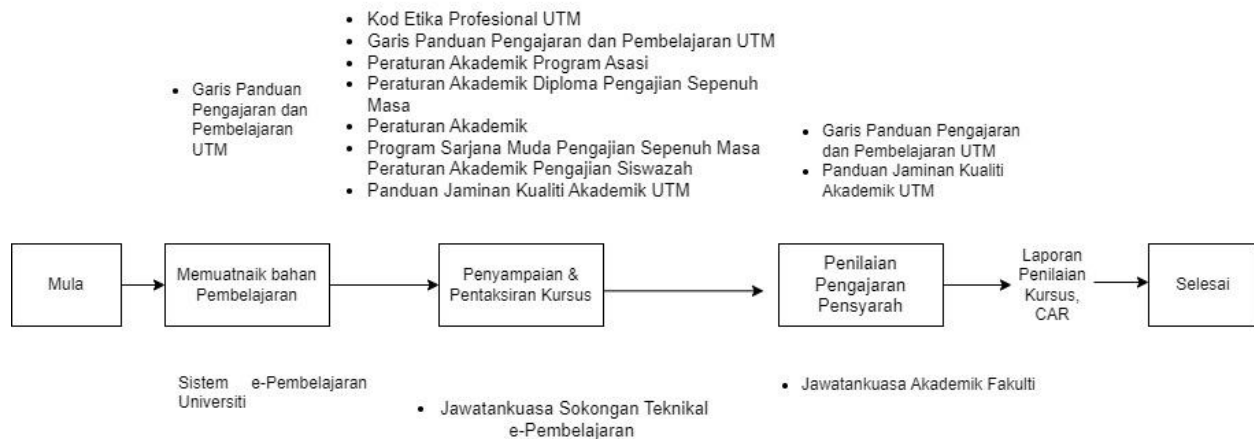 • Kod Etika Profesional UTM
• Garis Panduan Pengajaran dan Pembelajaran UTM
• Peraturan Akademik Program Asasi
• Peraturan Akademik Diploma Pengajian Sepenuh
Masa
• Peraturan Akademik
• Program Sarjana Muda Pengajian Sepenuh Masa
Peraturan Akademik Pengajian Siswazah
• Panduan Jaminan Kualiti Akademik UTM
• Garis Panduan
Pengajaran dan
Pembelajaran
UTM
• Garis Panduan Pengajaran
dan Pembelajaran UTM
• Panduan Jaminan Kualiti
Akademik UTM
Mula
Memuatnaik bahan
Pembelajaran
Penyampaian &
Pentaksiran Kursus
Penilaian
Pengajaran
Pensyarah
Laporan
Penilaian
Kursus,
CAR
Selesai
Sistem e-Pembelajaran
Universiti
• Jawatankuasa Sokongan Teknikal
e-Pembelajaran
• Jawatankuasa Akademik Fakulti